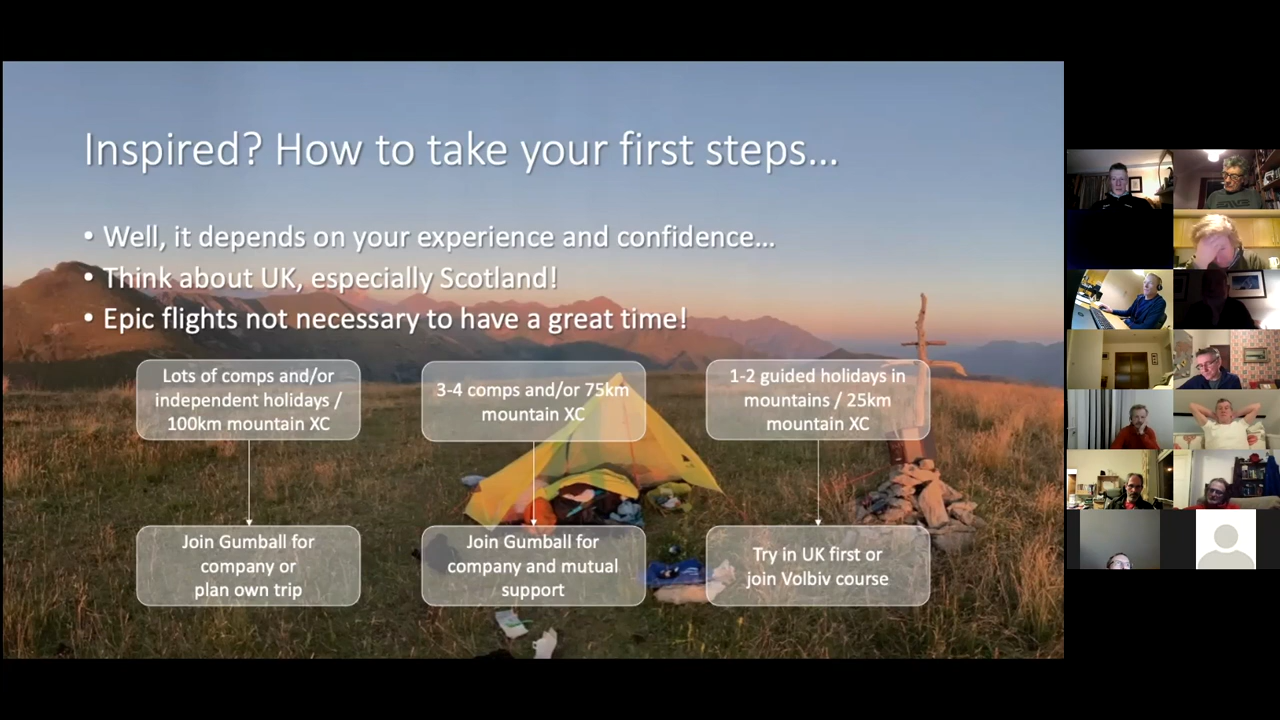 Inspired? How to take your first steps...
• Well, it depends on your experience and confidence...
• Think about UK, especially Scotland!
• Epic flights not necessary to have a great time!
Lots of comps and/or
independent holidays /
100km mountain XC
3-4 comps and/or 75km
mountain XC
1-2 guided holidays in
mountains / 25km
mountain XC
Join Gumball for
company or
plan own trip
Join Gumball for
company and mutual
support
Try in UK first or
join Volbiv course